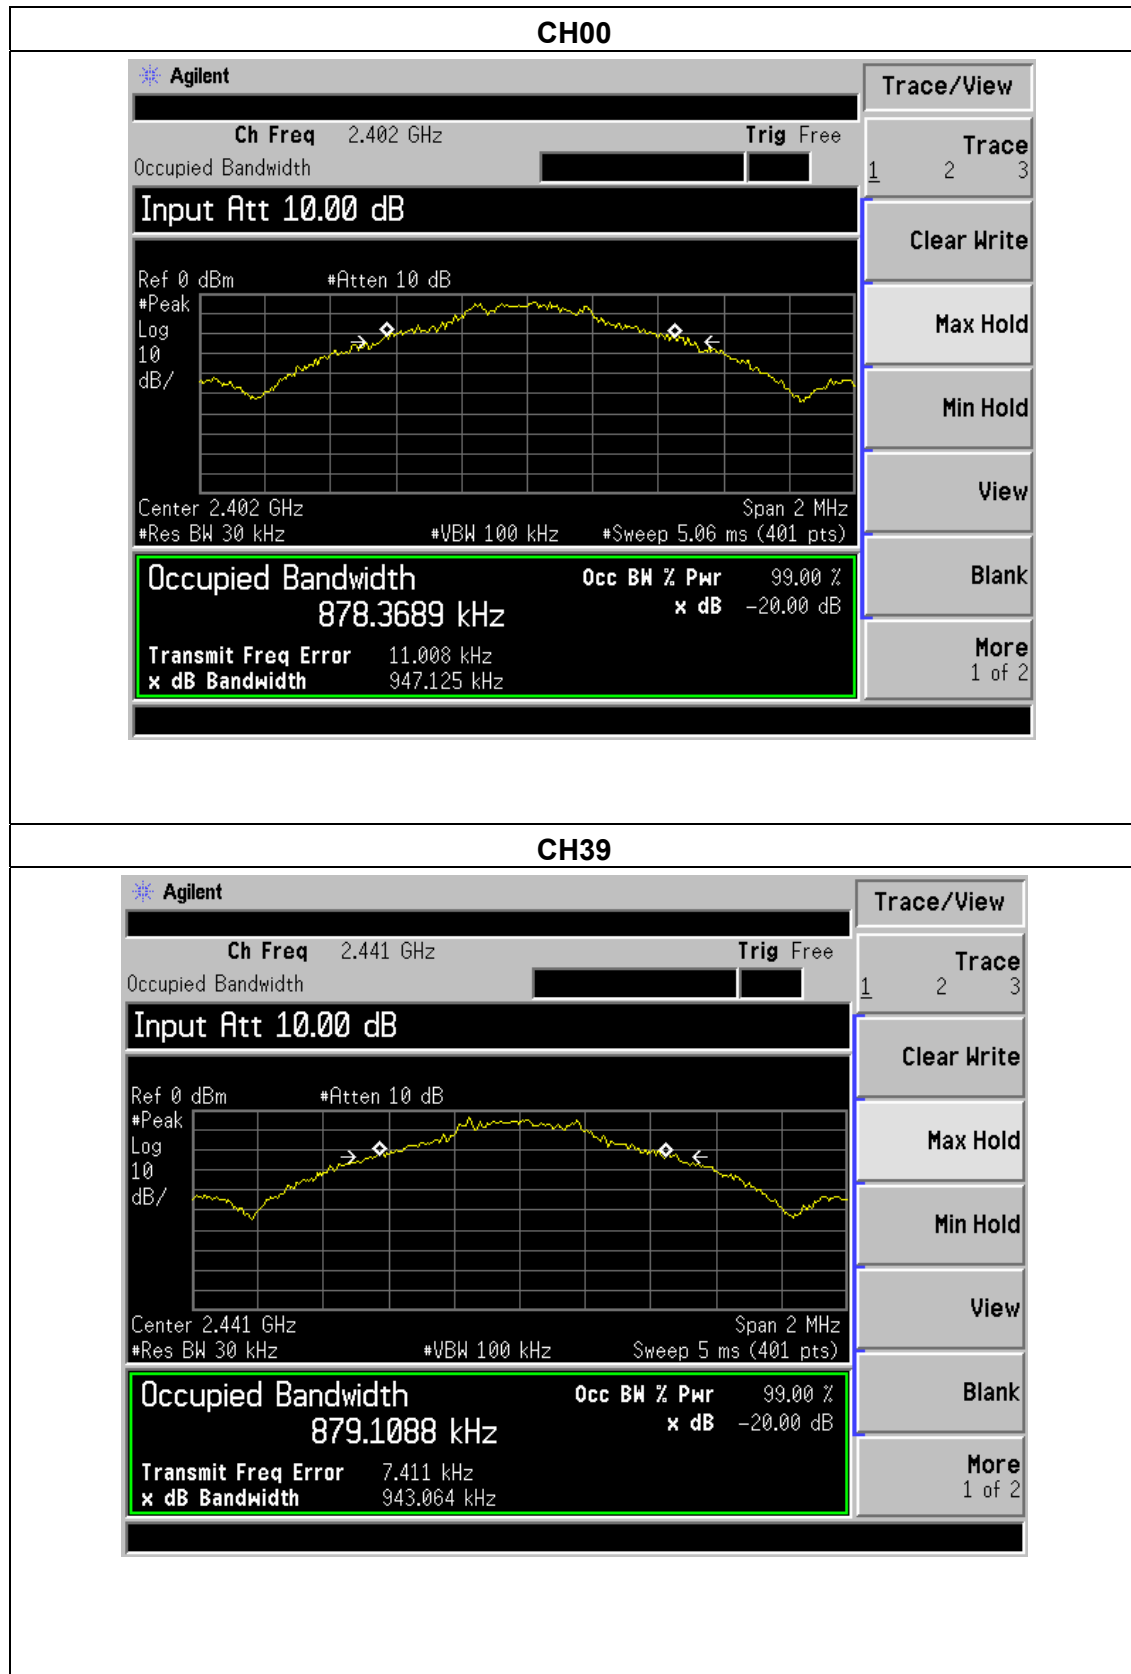 CH00
Agilent
Trace/View
Ch Freq 2.402 GHz Trig Free
Occupied Bandwidth
Trace
1 2 3
Input Att 10.00 dB
Clear Write
Ref 0 dBm #Atten 10 dB
#Peak
Log
10
dB/
Max Hold
Min Hold
View
Center 2.402 GHz Span 2 MHz
#Res BW 30 kHz #VBW 100 kHz #Sweep 5.06 ms (401 pts)
Occupied Bandwidth Occ BW % Pwr 99.00 %
878.3689 kHz x dB -20.00 dB
Blank
Transmit Freq Error 11.008 kHz
x dB Bandwidth 947.125 kHz
More
1 of 2
CH39
Agilent
Trace/View
Ch Freq 2.441 GHz Trig Free
Occupied Bandwidth
Trace
1 2 3
Input Att 10.00 dB
Clear Write
Ref 0 dBm #Atten 10 dB
#Peak
Log
10
dB/
Max Hold
Min Hold
View
Center 2.441 GHz Span 2 MHz
#Res BW 30 kHz #VBW 100 kHz Sweep 5 ms (401 pts)
Occupied Bandwidth Occ BW % Pwr 99.00 %
879.1088 kHz x dB -20.00 dB
Blank
Transmit Freq Error 7.411 kHz
x dB Bandwidth 943.064 kHz
More
1 of 2